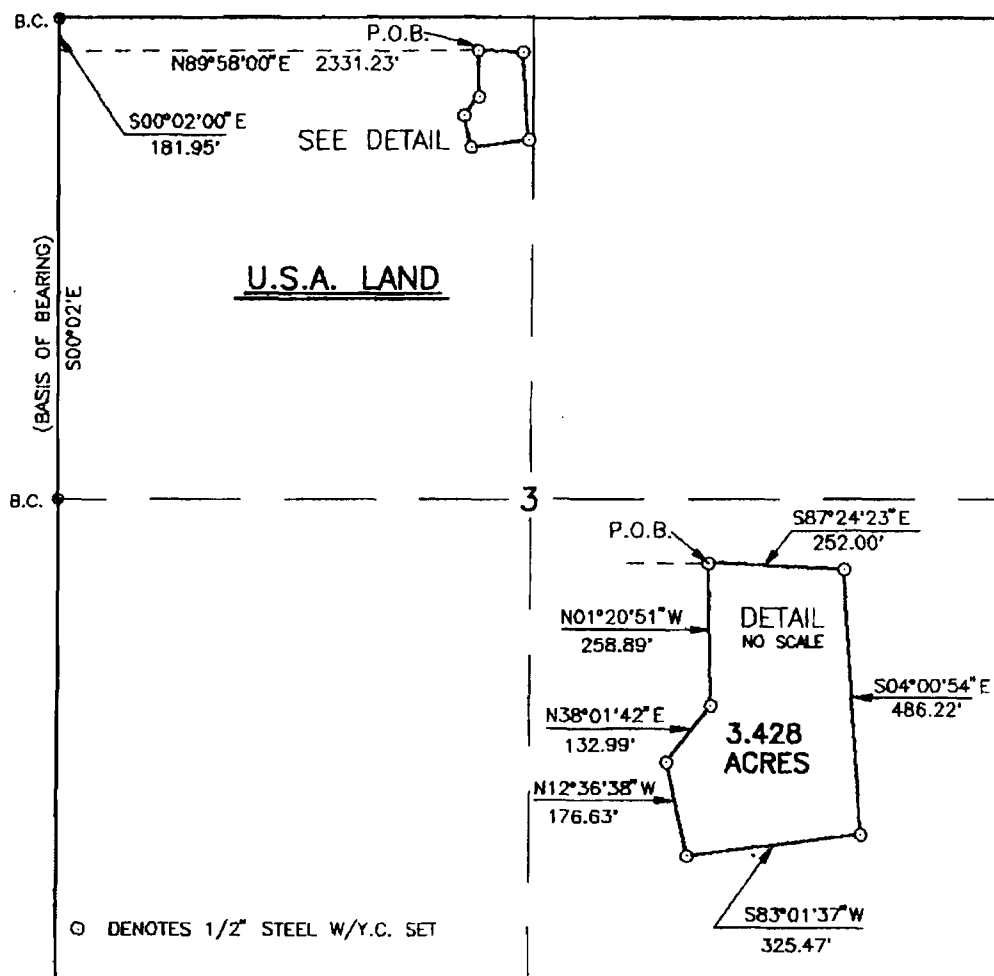 B.C.
P.O.B.
N89°58'00"E 2331.23'
S00°02'00"E
181.95'
SEE DETAIL
U.S.A. LAND
(BASIS OF BEARING)
S00°02'E
B.C.
3
P.O.B.
S87°24'23"E
252.00'
N01°20'51"W
258.89'
DETAIL
NO SCALE
S04°00'54"E
486.22'
N38°01'42"E
132.99'
3.428
ACRES
N12°36'38"W
176.63'
S83°01'37"W
325.47'
DENOTES 1/2" STEEL W/Y.C. SET